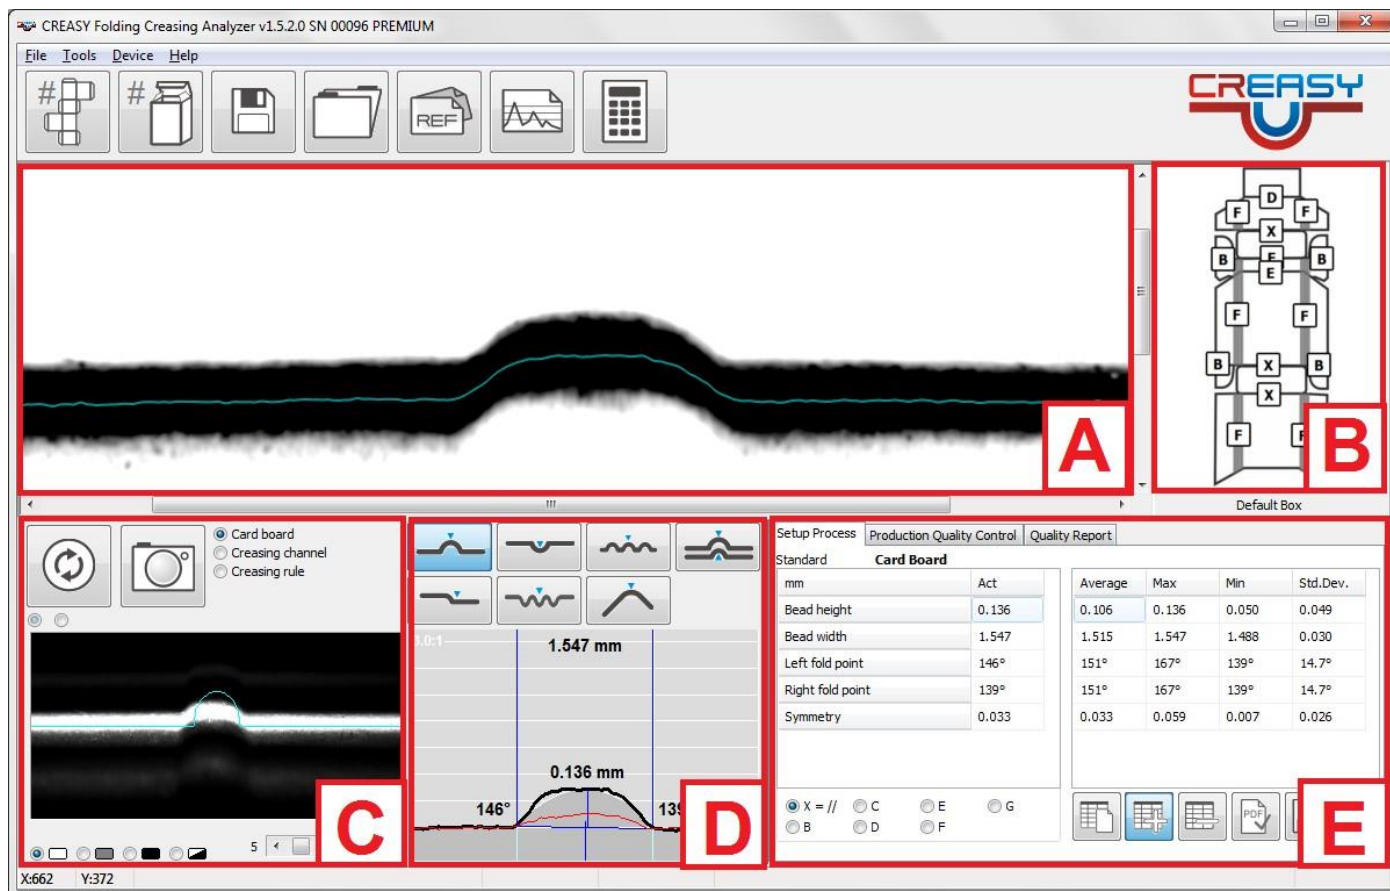 CREASY Folding Creasing Analyzer v1.5.2.0 SN 00096 PREMIUM
File Tools Device Help
#
#
REF
CREASY
A
D
F F
X
B E B
E
F F
B X B
X
F F
B
Default Box
Card board
Creasing channel
Creasing rule
5
C
3.0:1
1.547 mm
0.136 mm
146° 139
D
Setup Process Production Quality Control Quality Report
Standard Card Board
mm Act Average Max Min Std.Dev.
Bead height 0.136 0.106 0.136 0.050 0.049
Bead width 1.547 1.515 1.547 1.488 0.030
Left fold point 146° 151° 167° 139° 14.7°
Right fold point 139° 151° 167° 139° 14.7°
Symmetry 0.033 0.033 0.059 0.007 0.026
X = // C E G
B D F
PDF
E
X:662 Y:372